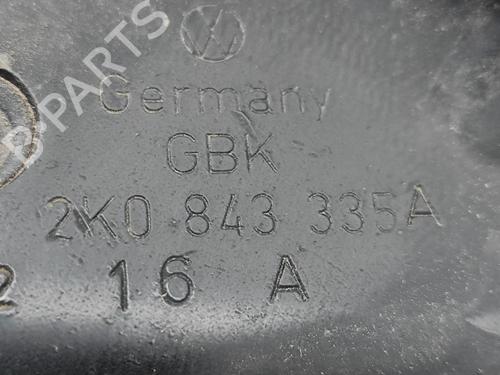 Germany
GBK
2K0 843 335A
2 16 A
B-PARTS